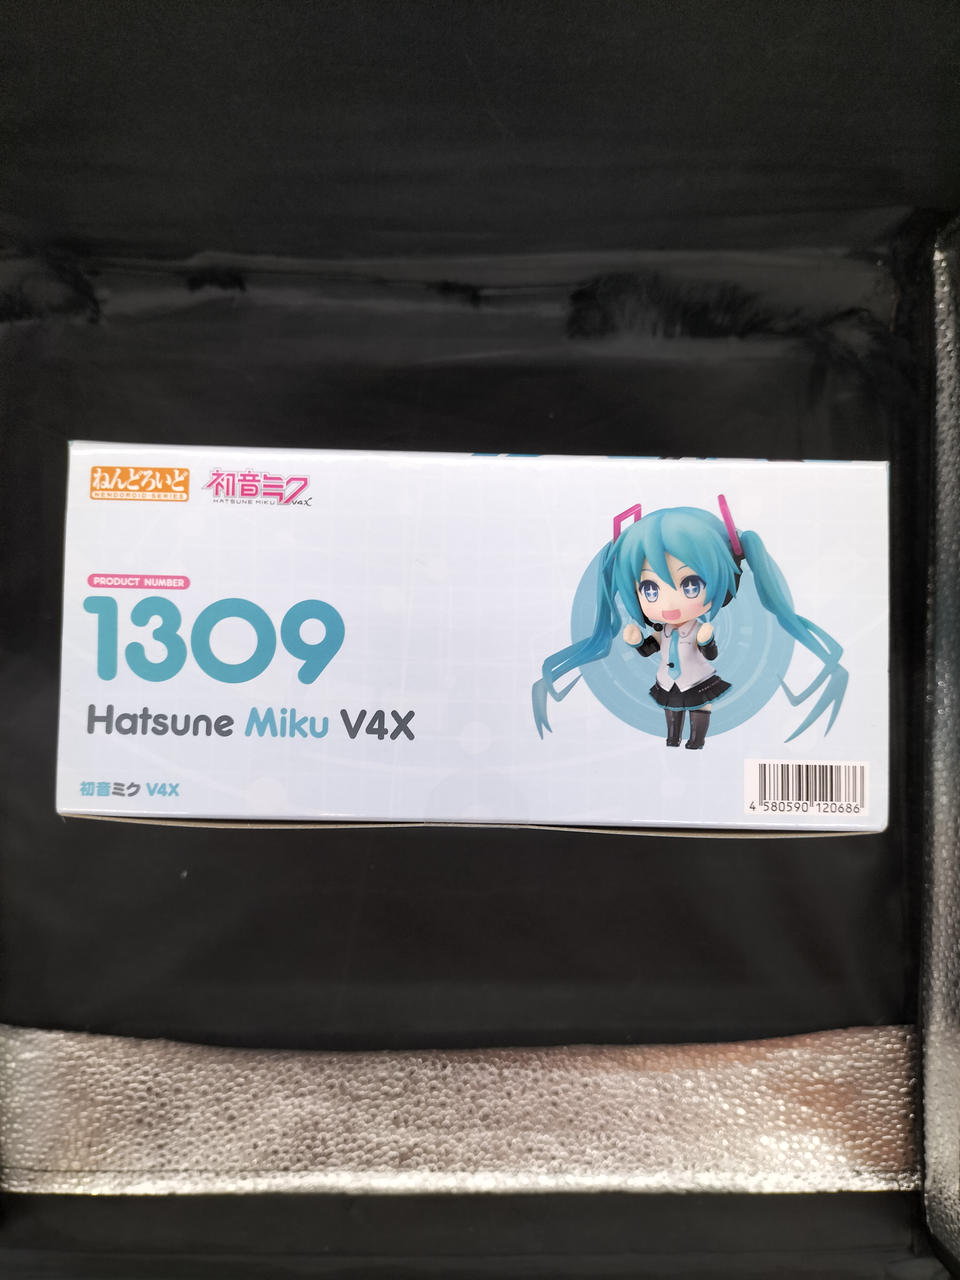 ねんどろいど
NENDOROID SERIES
初音ミク
HATSUNE MIKU V4X
PRODUCT NUMBER
1309
Hatsune Miku V4X
初音ミク V4X
4 580590 120686